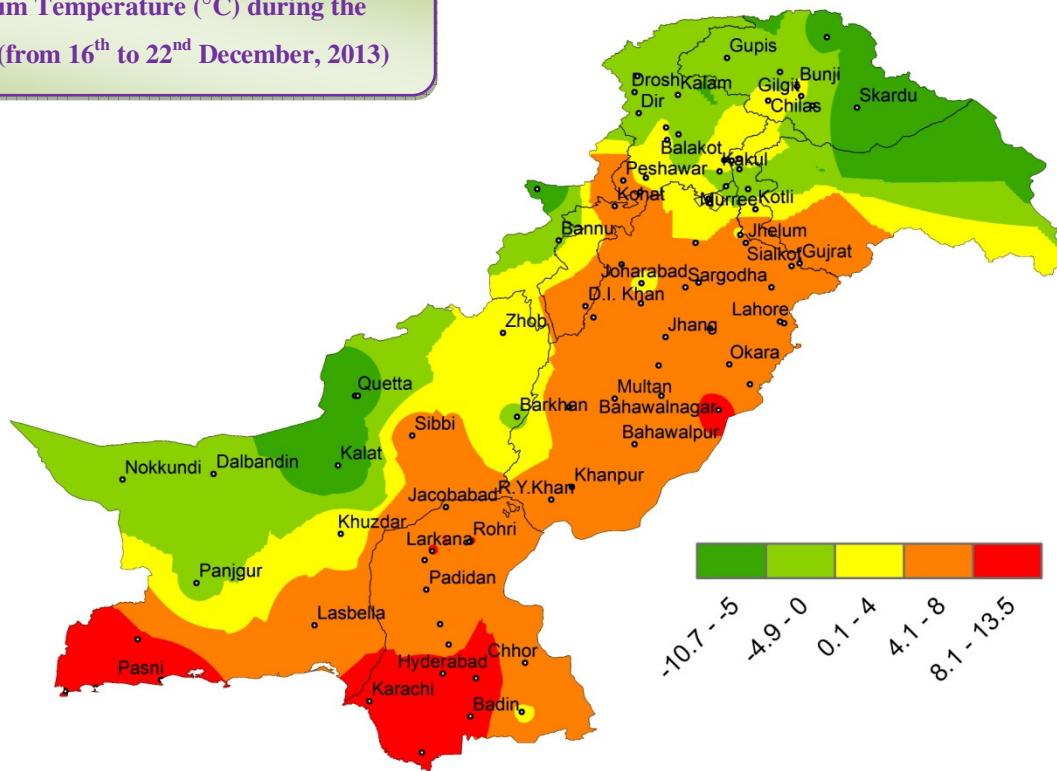 Temperature (°C) during the
(from 16th to 22nd December, 2013)
Gupis
Drosh
Kalam
Gilgit
Bunji
Chilas
Skardu
Dir
Balakot
Kakul
Peshawar
Kohat
Murree
Kotli
Bannu
Jhelum
Sialkot
Gujrat
Joharabad
Sargodha
D.I. Khan
Lahore
Zhob
Jhang
Okara
Quetta
Multan
Barkhan
Bahawalnagar
Sibbi
Bahawalpur
Kalat
Nokkundi
Dalbandin
Khanpur
R.Y.Khan
Jacobabad
Khuzdar
Rohri
Larkana
Panjgur
Padidan
Lasbella
Chhor
Pasni
Hyderabad
Karachi
Badin
-10.7 - -5
-4.9 - 0
0.1 - 4
4.1 - 8
8.1 - 13.5